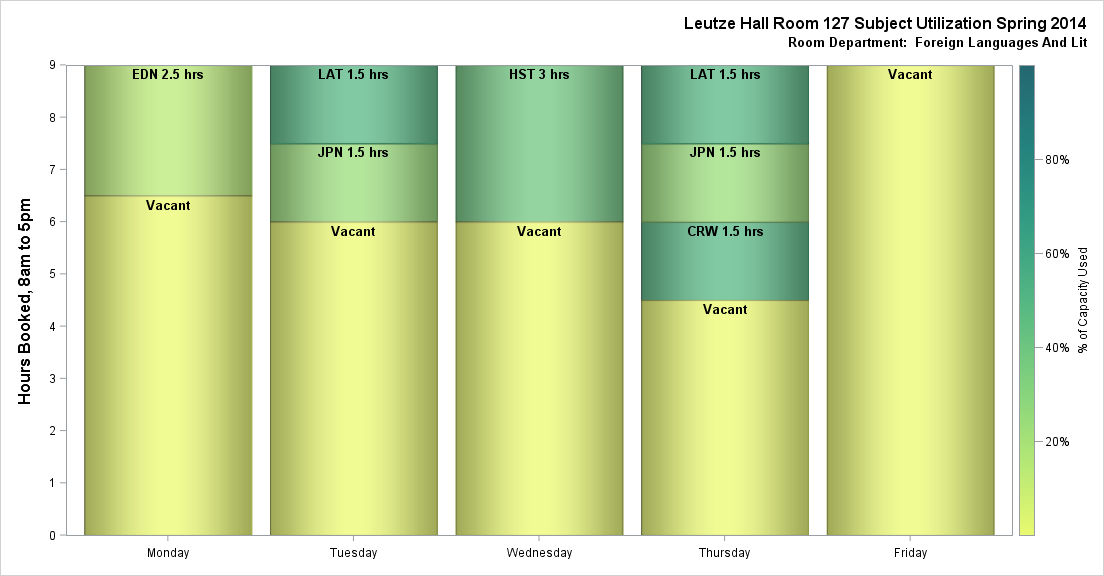 Leutze Hall Room 127 Subject Utilization Spring 2014
Room Department:  Foreign Languages And Lit
Hours Booked, 8am to 5pm
9
8
7
6
5
4
3
2
1
0
EDN 2.5 hrs
Vacant
LAT 1.5 hrs
JPN 1.5 hrs
Vacant
HST 3 hrs
Vacant
LAT 1.5 hrs
JPN 1.5 hrs
CRW 1.5 hrs
Vacant
Vacant
Monday
Tuesday
Wednesday
Thursday
Friday
80%
60%
40%
20%
% of Capacity Used